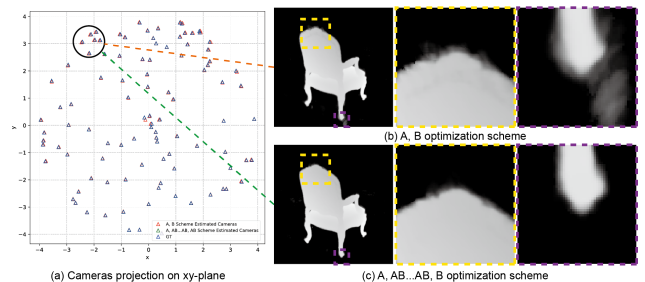 4
3
2
1
0
−1
−2
−3
−4
y
−4 −3 −2 −1 0 1 2 3 4
x
A, B Scheme Estimated Cameras
A, AB...AB, AB Scheme Estimated Cameras
GT
(a) Cameras projection on xy-plane
(b) A, B optimization scheme
(c) A, AB...AB, B optimization scheme